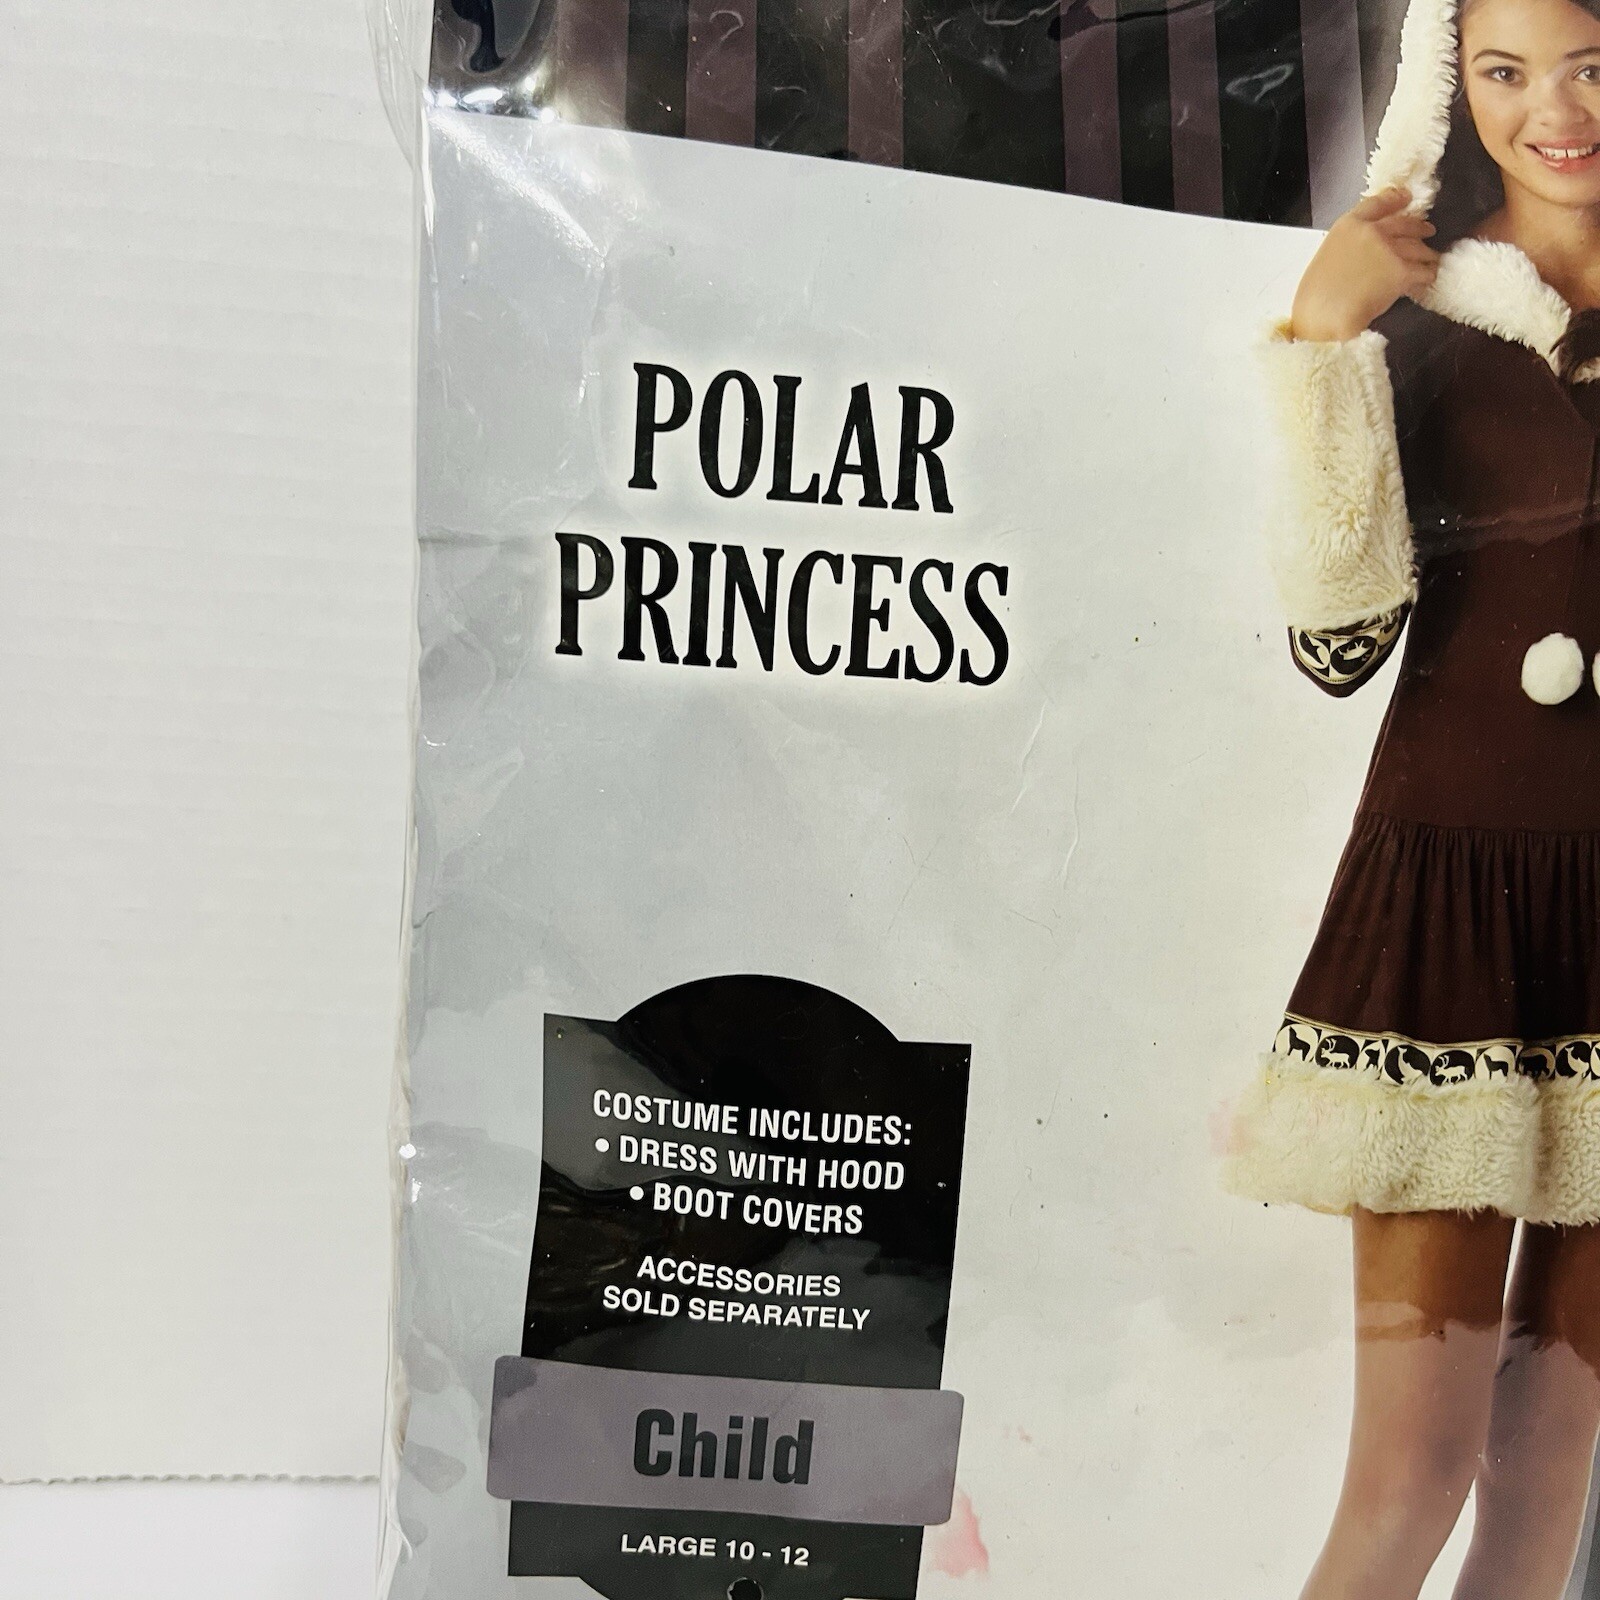 POLAR
PRINCESS
COSTUME INCLUDES:
• DRESS WITH HOOD
• BOOT COVERS
ACCESSORIES
SOLD SEPARATELY
Child
LARGE 10 - 12